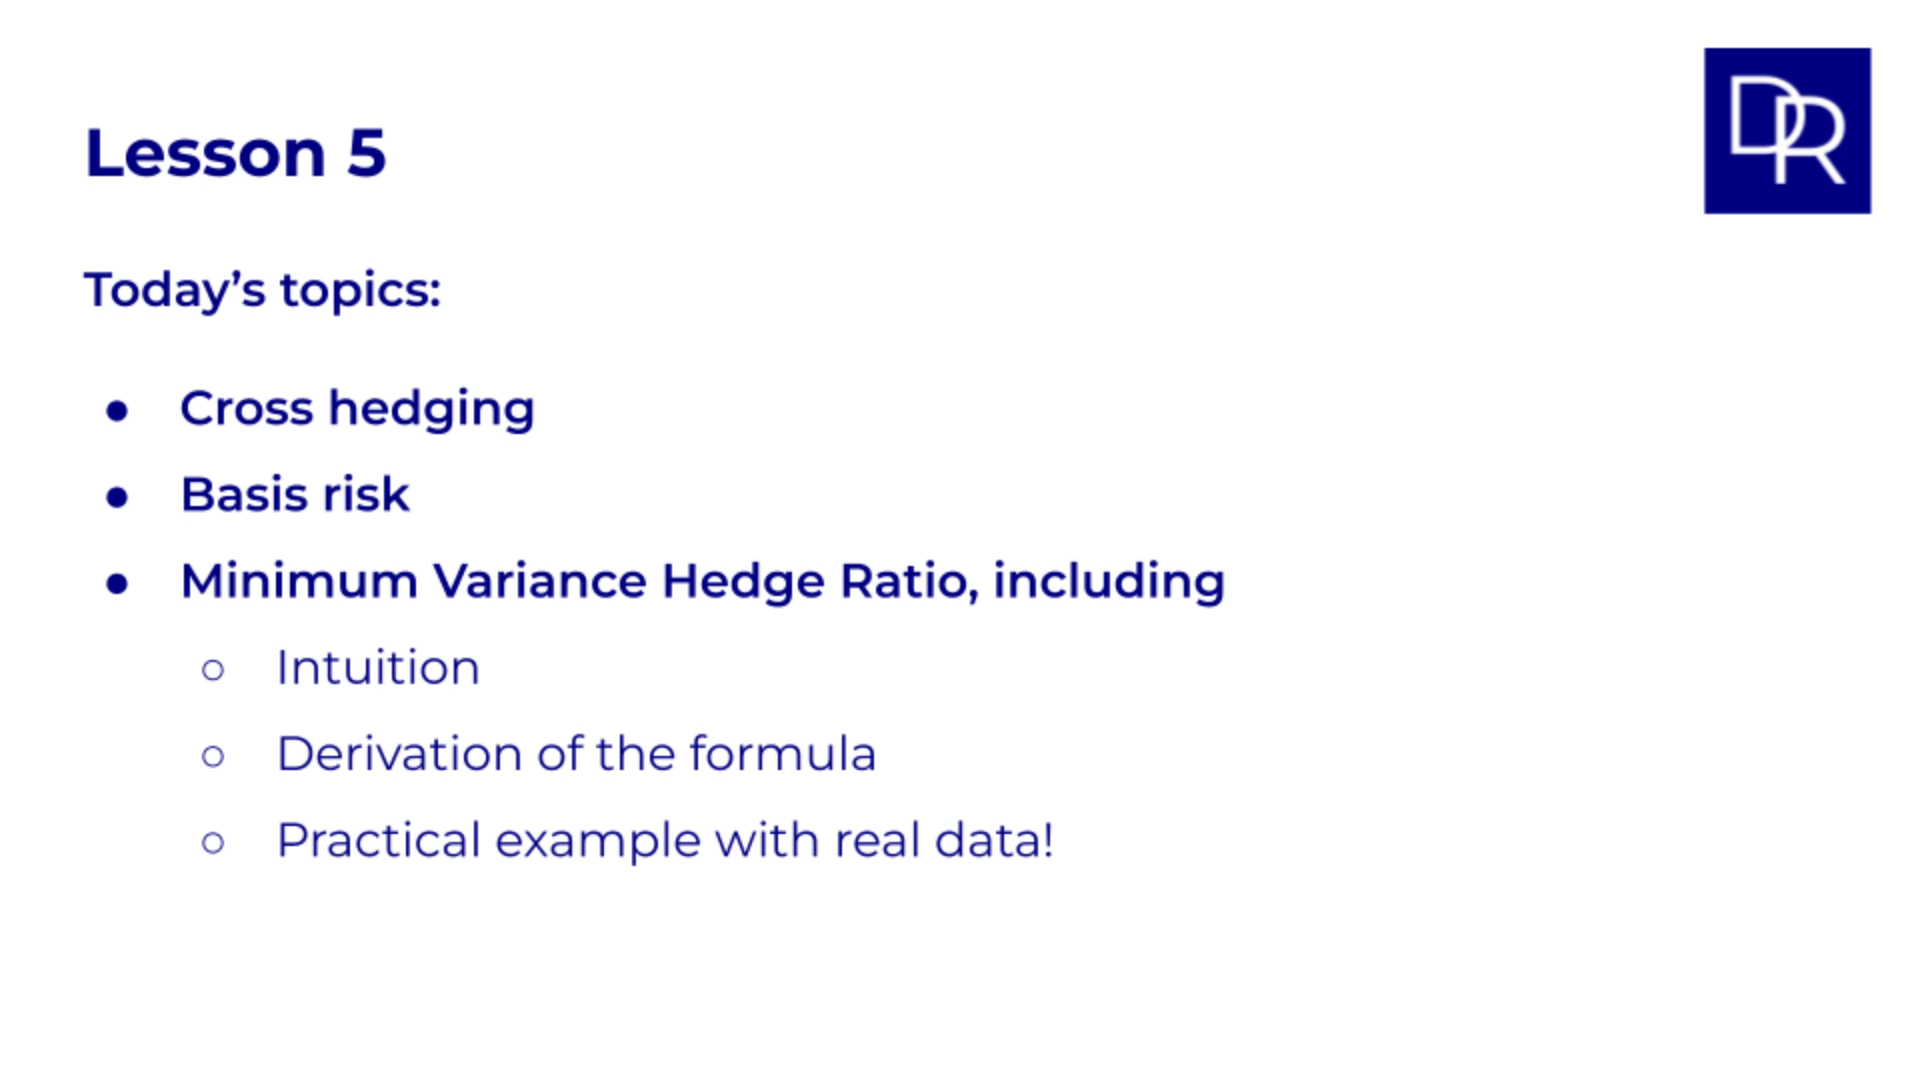 DR
Lesson 5
Today’s topics:
● Cross hedging
● Basis risk
● Minimum Variance Hedge Ratio, including
○ Intuition
○ Derivation of the formula
○ Practical example with real data!